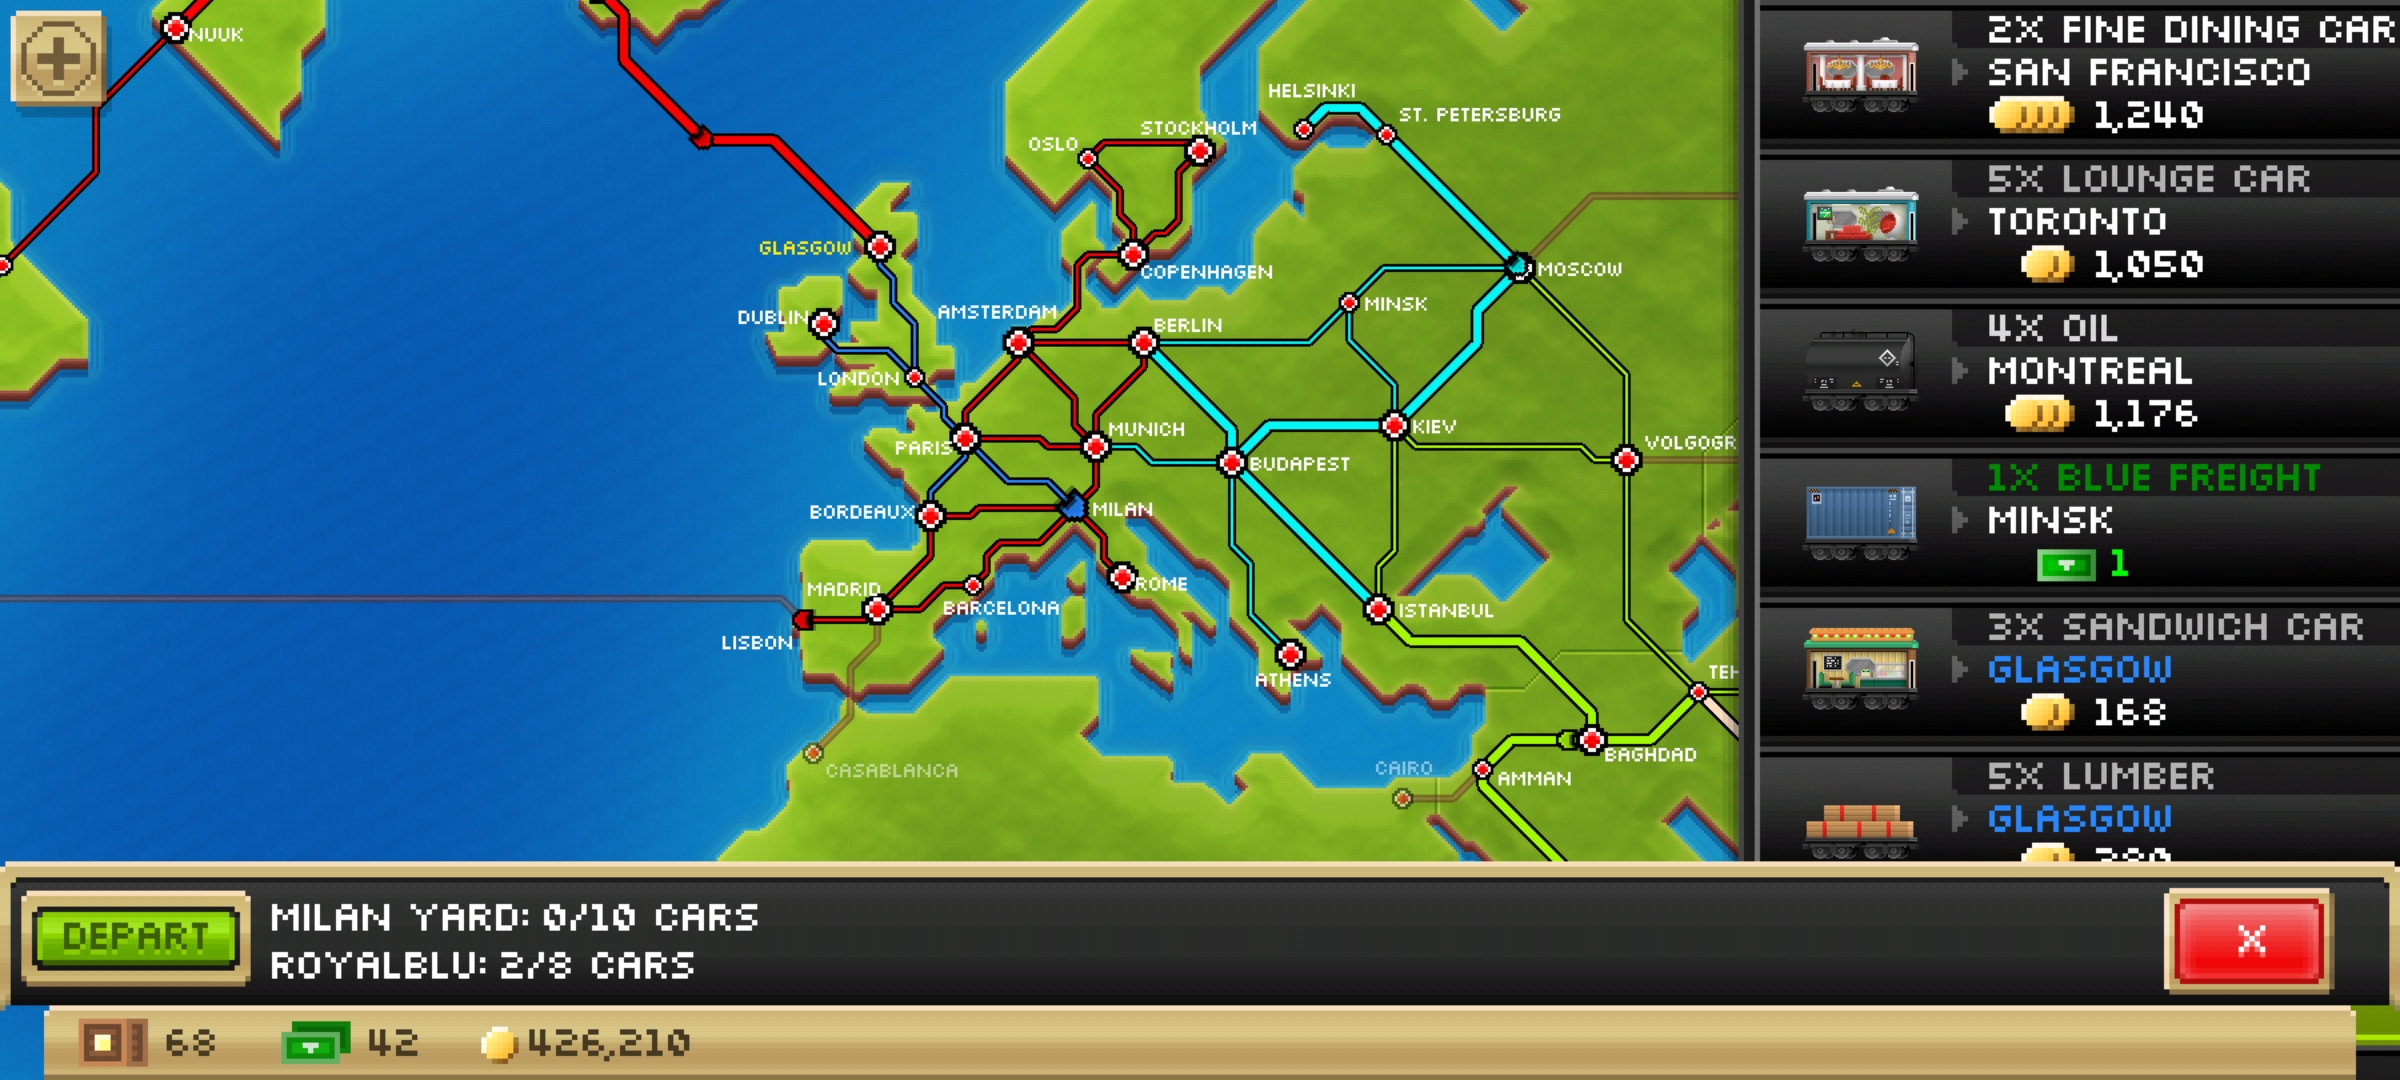 NUUK
HELSINKI
ST. PETERSBURG
STOCKHOLM
OSLO
GLASGOW
COPENHAGEN
MOSCOW
MINSK
DUBLIN
AMSTERDAM
BERLIN
LONDON
PARIS
MUNICH
KIEV
VOLGOGR
BUDAPEST
BORDEAUX
MILAN
MADRID
BARCELONA
ROME
ISTANBUL
LISBON
ATHENS
TEH
CASABLANCA
CAIRO
AMMAN
BAGHDAD
2X FINE DINING CAR
SAN FRANCISCO
1,240
5X LOUNGE CAR
TORONTO
1,050
4X OIL
MONTREAL
1,176
1X BLUE FREIGHT
MINSK
1
3X SANDWICH CAR
GLASGOW
168
5X LUMBER
GLASGOW
DEPART
MILAN YARD: 0/10 CARS
ROYALBLU: 2/8 CARS
X
68
42
426,210